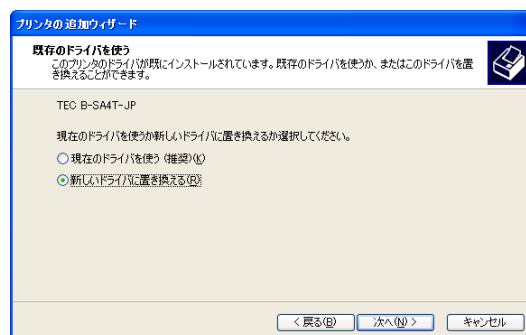 プリンタの追加ウィザード
既存のドライバを使う
このプリンタのドライバが既にインストールされています。既存のドライバを使うか、またはこのドライバを置
き換えることができます。
TEC B-SA4T-JP
現在のドライバを使うか新しいドライバに置き換えるか選択してください。
現在のドライバを使う (推奨)(K)
新しいドライバに置き換える(R)
< 戻る(B)
次へ(N) >
キャンセル